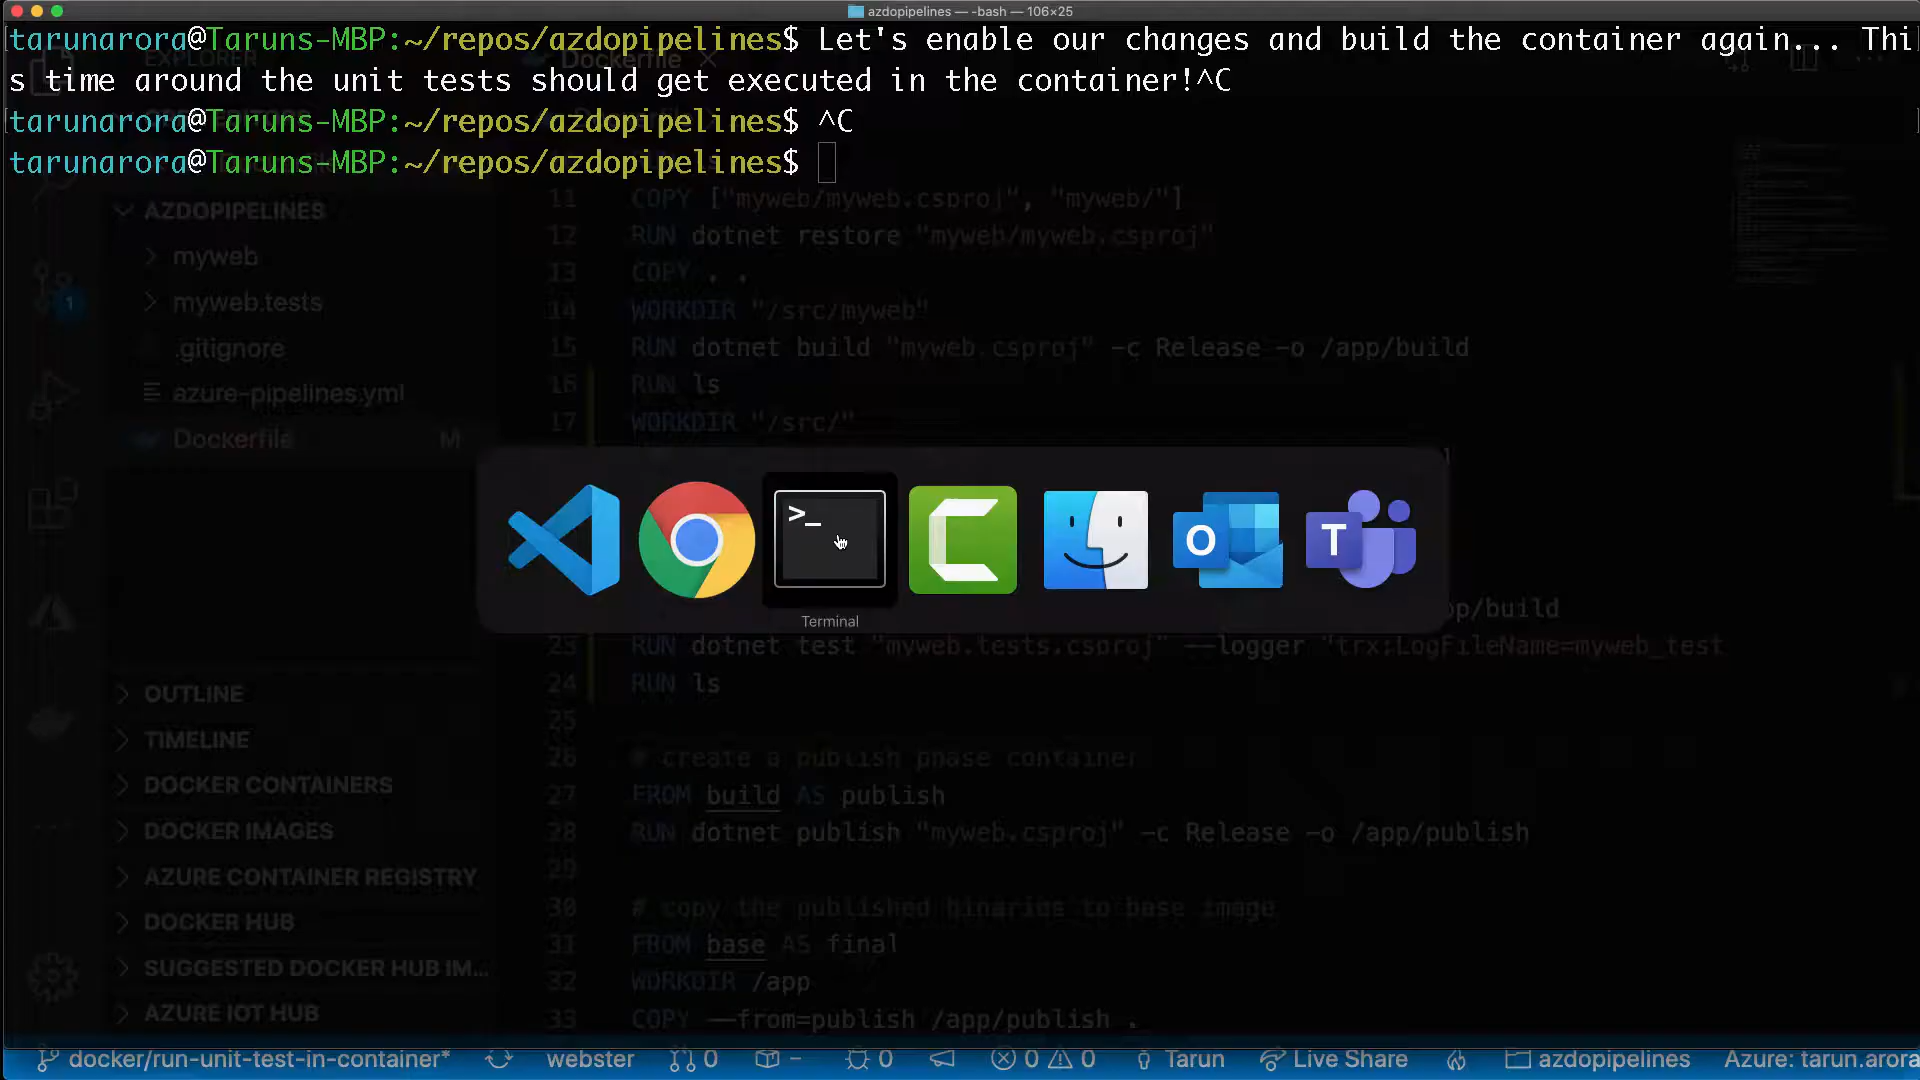 azdopipelines — -bash — 106×25
tarunarora@Taruns-MBP:~/repos/azdopipelines$ Let's enable our changes and build the container again... Thi
s time around the unit tests should get executed in the container!^C
tarunarora@Taruns-MBP:~/repos/azdopipelines$ ^C
tarunarora@Taruns-MBP:~/repos/azdopipelines$
EXPLORER
Dockerfile
AZDOPIPELINES
myweb
myweb.tests
.gitignore
azure-pipelines.yml
Dockerfile M
1
OUTLINE
TIMELINE
DOCKER CONTAINERS
DOCKER IMAGES
AZURE CONTAINER REGISTRY
DOCKER HUB
SUGGESTED DOCKER HUB IM...
AZURE IOT HUB
11 COPY ["myweb/myweb.csproj", "myweb/"]
12 RUN dotnet restore "myweb/myweb.csproj"
13 COPY . .
14 WORKDIR "/src/myweb"
15 RUN dotnet build "myweb.csproj" -c Release -o /app/build
16 RUN ls
17 WORKDIR "/src/"
pp/build
23 RUN dotnet test "myweb.tests.csproj" --logger "trx;LogFileName=myweb_test
24 RUN ls
25
26 # create a publish phase container
27 FROM build AS publish
28 RUN dotnet publish "myweb.csproj" -c Release -o /app/publish
29
30 # copy the published binaries to base image
31 FROM base AS final
32 WORKDIR /app
33 COPY --from=publish /app/publish .
>_
O
T
Terminal
docker/run-unit-test-in-container* webster 0 - 0 0 0 Tarun Live Share azdopipelines Azure: tarun.arora